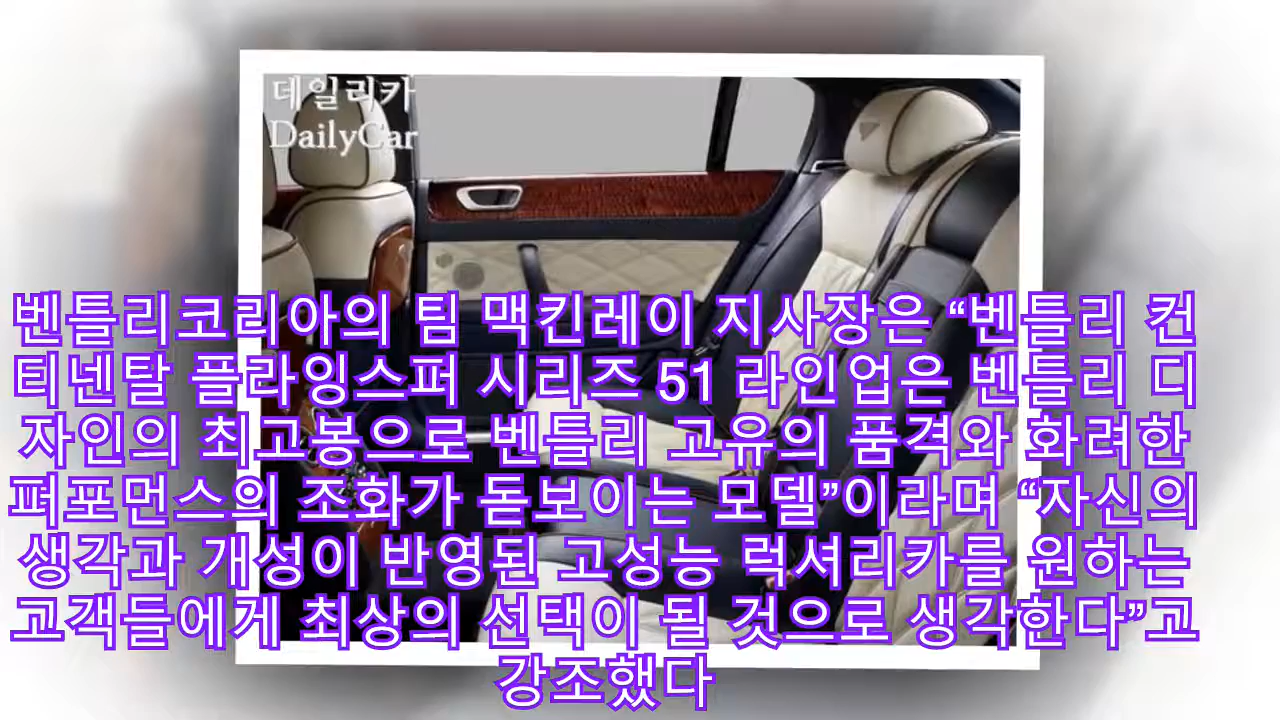 데일리카
DailyCar
벤틀리코리아의 팀 맥킨레이 지사장은 “벤틀리 컨
티넨탈 플라잉스퍼 시리즈 51 라인업은 벤틀리 디
자인의 최고봉으로 벤틀리 고유의 품격와 화려한
펴포먼스의 조화가 돋보이는 모델”이라며 “자신의
생각과 개성이 반영된 고성능 럭셔리카를 원하는
고객들에게 최상의 선택이 될 것으로 생각한다”고
강조했다